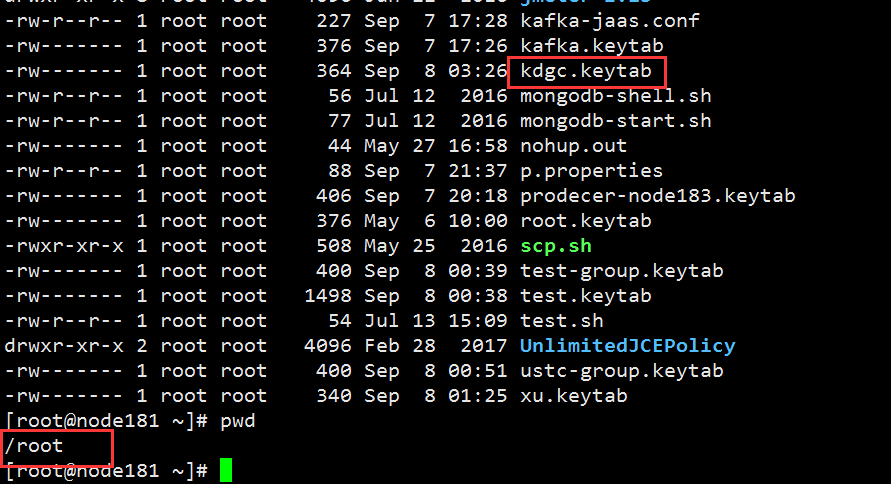 -rw-r--r-- 1 root root 227 Sep 7 17:28 kafka-jaas.conf
-rw------- 1 root root 376 Sep 7 17:26 kafka.keytab
-rw------- 1 root root 364 Sep 8 03:26 kdgc.keytab
-rw-r--r-- 1 root root 56 Jul 12 2016 mongodb-shell.sh
-rw-r--r-- 1 root root 77 Jul 12 2016 mongodb-start.sh
-rw------- 1 root root 44 May 27 16:58 nohup.out
-rw-r--r-- 1 root root 88 Sep 7 21:37 p.properties
-rw------- 1 root root 406 Sep 7 20:18 prodecer-node183.keytab
-rw------- 1 root root 376 May 6 10:00 root.keytab
-rwxr-xr-x 1 root root 508 May 25 2016 scp.sh
-rw------- 1 root root 400 Sep 8 00:39 test-group.keytab
-rw------- 1 root root 1498 Sep 8 00:38 test.keytab
-rw-r--r-- 1 root root 54 Jul 13 15:09 test.sh
drwxr-xr-x 2 root root 4096 Feb 28 2017 UnlimitedJCEPolicy
-rw------- 1 root root 400 Sep 8 00:51 ustc-group.keytab
-rw------- 1 root root 340 Sep 8 01:25 xu.keytab
[root@node181 ~]# pwd
/root
[root@node181 ~]#